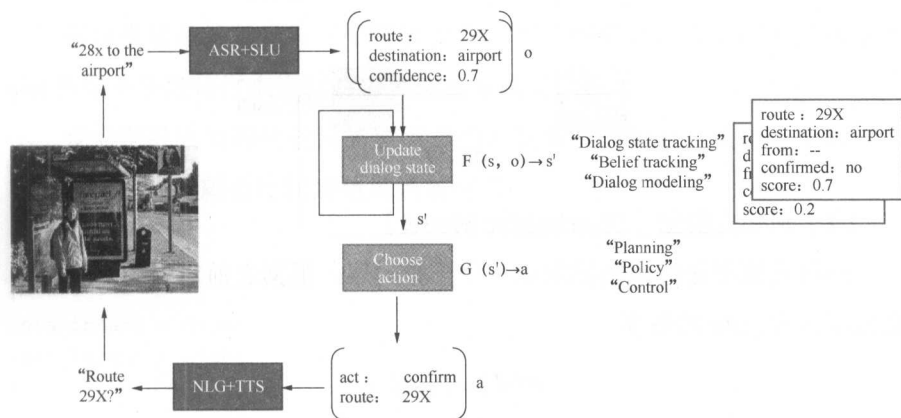 “28x to the
airport”
ASR+SLU
route： 29X
destination：airport
confidence：0.7
o
Update
dialog state
F (s, o)→s'
“Dialog state tracking”
“Belief tracking”
“Dialog modeling”
route：29X
destination：airport
from：--
confirmed：no
score：0.7
score：0.2
s'
Choose
action
G (s')→a
“Planning”
“Policy”
“Control”
act： confirm
route： 29X
a
NLG+TTS
“Route
29X?”